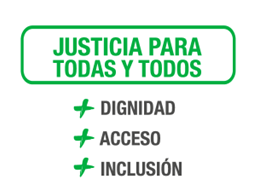 JUSTICIA PARA
TODAS Y TODOS
+ DIGNIDAD
+ ACCESO
+ INCLUSIÓN